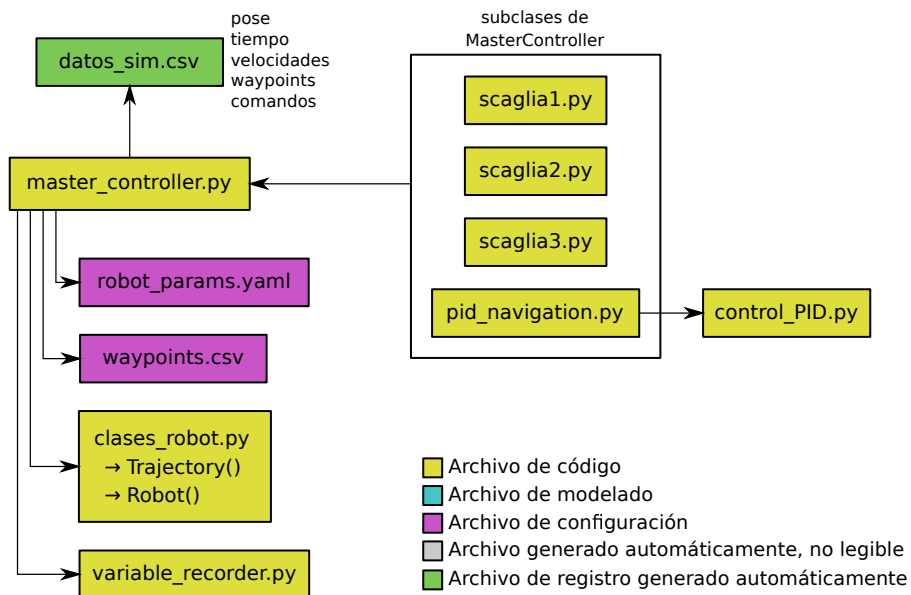 pose
tiempo
velocidades
waypoints
comandos
datos_sim.csv
subclases de
MasterController
scaglia1.py
scaglia2.py
scaglia3.py
pid_navigation.py
control_PID.py
master_controller.py
robot_params.yaml
waypoints.csv
clases_robot.py
→ Trajectory()
→ Robot()
variable_recorder.py
Archivo de código
Archivo de modelado
Archivo de configuración
Archivo generado automáticamente, no legible
Archivo de registro generado automáticamente